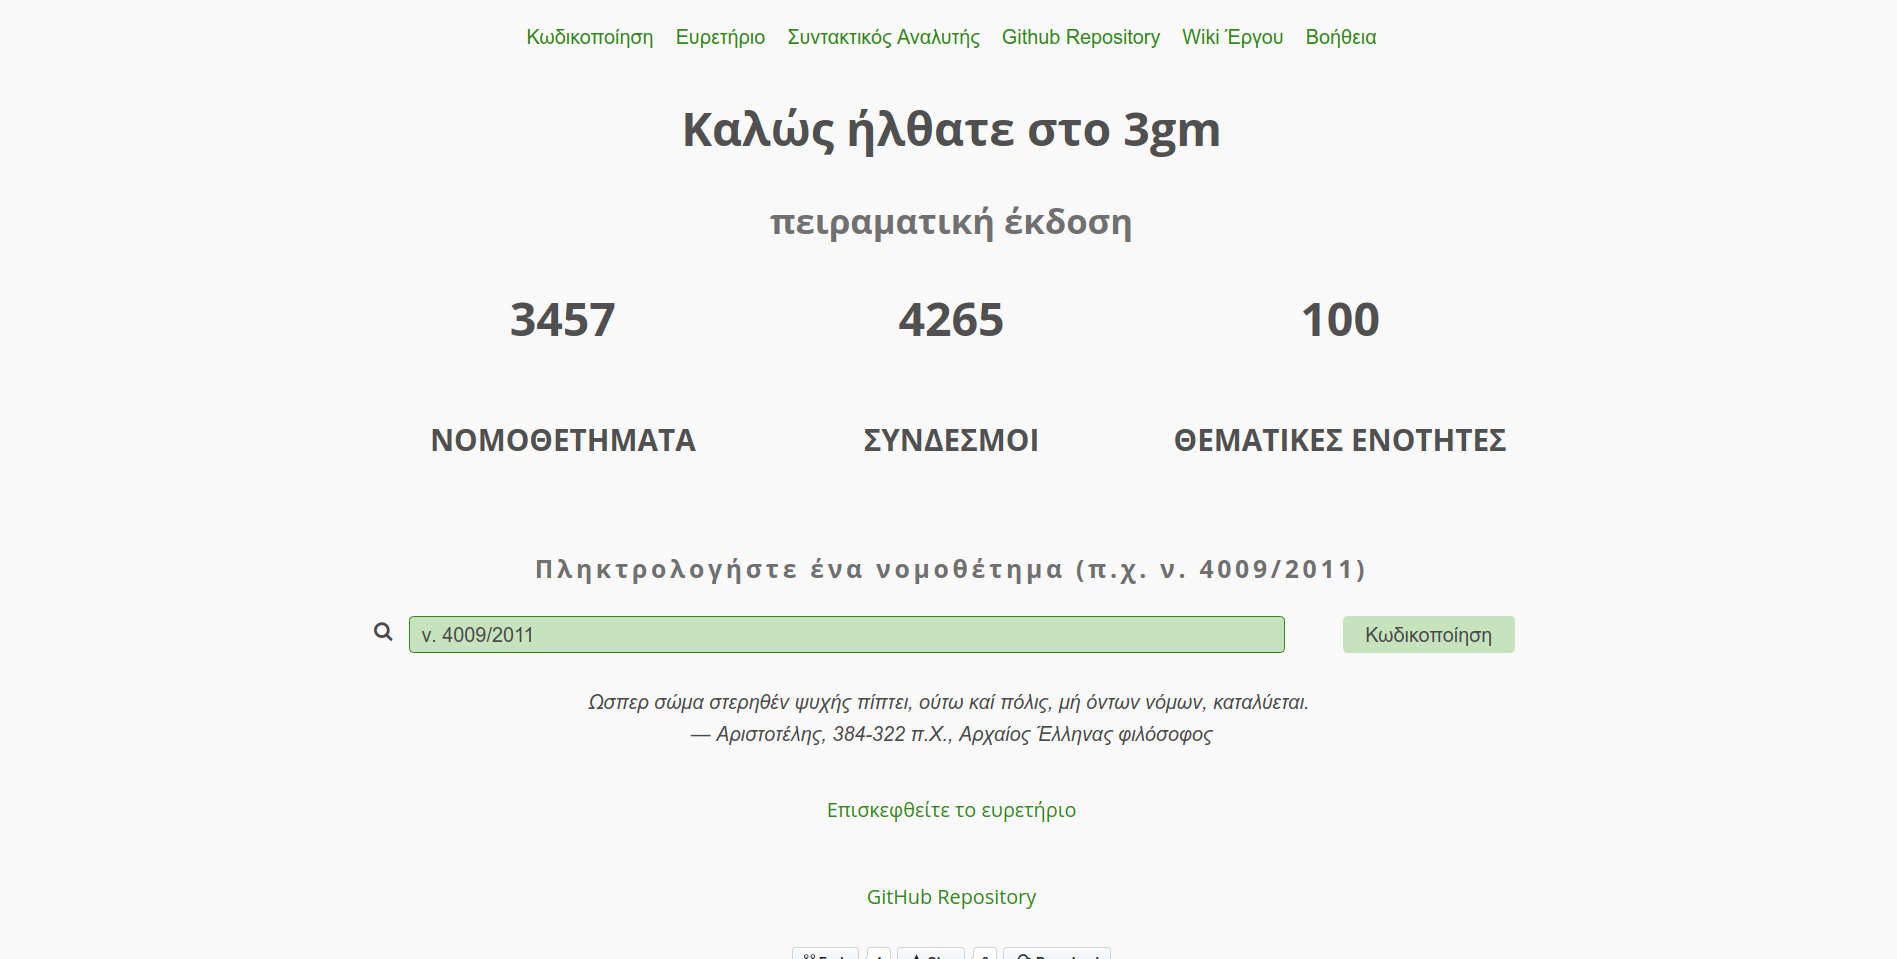 Κωδικοποίηση Ευρετήριο Συντακτικός Αναλυτής Github Repository Wiki Έργου Βοήθεια
Καλώς ήλθατε στο 3gm
πειραματική έκδοση
3457 4265 100
ΝΟΜΟΘΕΤΗΜΑΤΑ ΣΥΝΔΕΣΜΟΙ ΘΕΜΑΤΙΚΕΣ ΕΝΟΤΗΤΕΣ
Πληκτρολογήστε ένα νομοθέτημα (π.χ. ν. 4009/2011)
ν. 4009/2011 Κωδικοποίηση
Ωσπερ σώμα στερηθέν ψυχής πίπτει, ούτω καί πόλις, μή όντων νόμων, καταλύεται.
— Αριστοτέλης, 384-322 π.Χ., Αρχαίος Έλληνας φιλόσοφος
Επισκεφθείτε το ευρετήριο
GitHub Repository